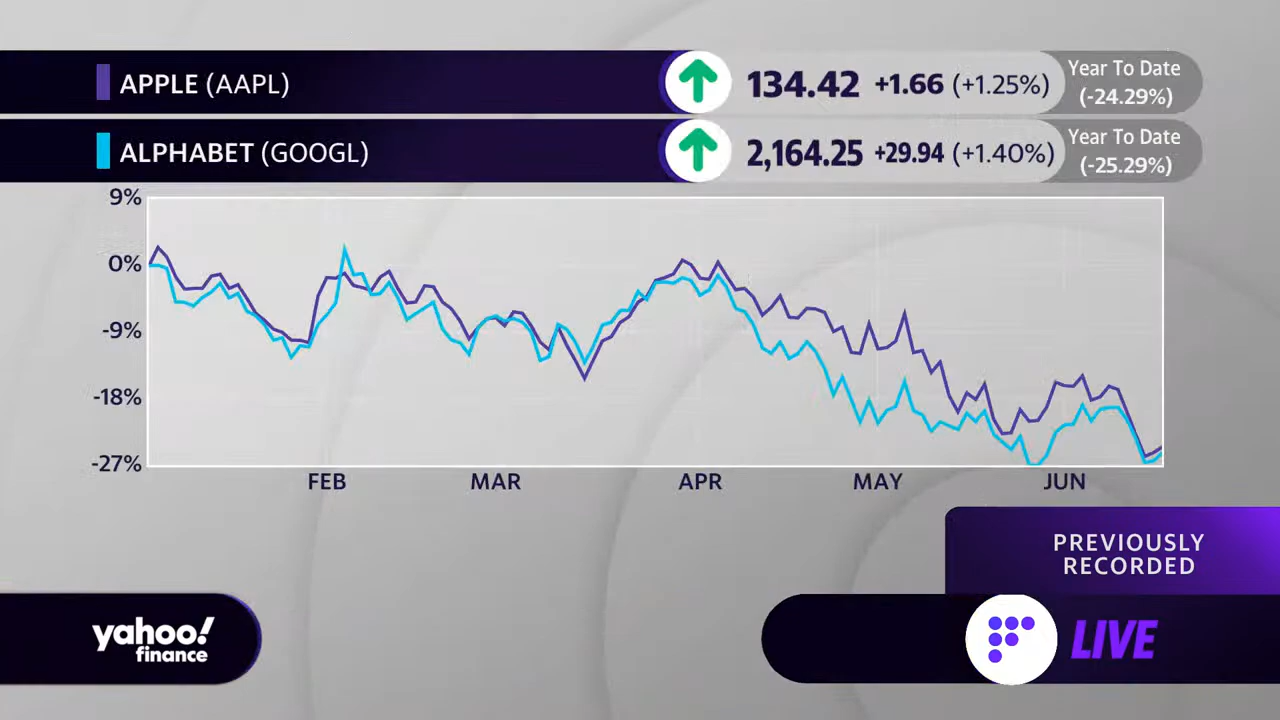 APPLE (AAPL) 134.42 +1.66 (+1.25%) Year To Date
(-24.29%)
ALPHABET (GOOGL) 2,164.25 +29.94 (+1.40%) Year To Date
(-25.29%)
9%
0%
-9%
-18%
-27%
FEB MAR APR MAY JUN
PREVIOUSLY
RECORDED
yahoo!
finance
LIVE